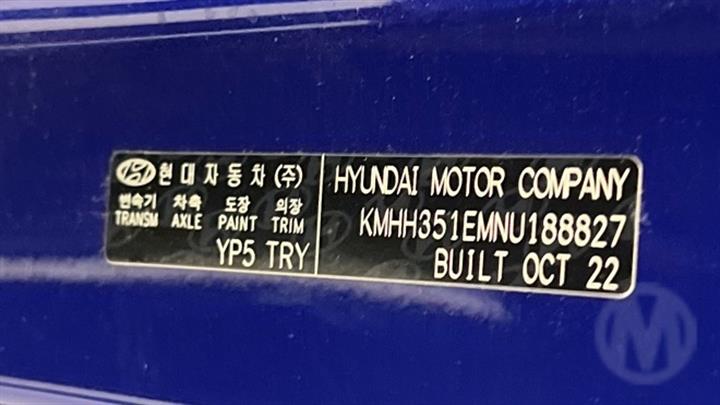 현대자동차(주)
변속기 차축 도장 의장
TRANSM AXLE PAINT TRIM
YP5 TRY
HYUNDAI MOTOR COMPANY
KMHH351EMNU188827
BUILT OCT 22
M